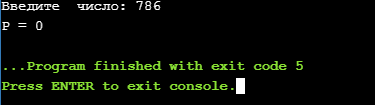 Введите  число: 786
P = 0
...Program finished with exit code 5
Press ENTER to exit console.